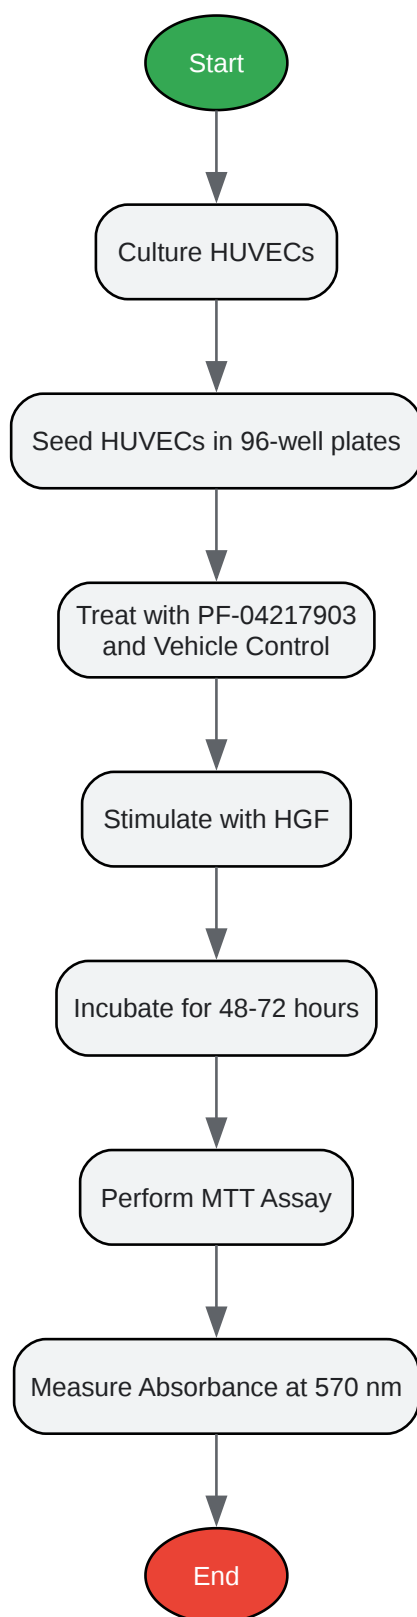 Start
Culture HUVECs
Seed HUVECs in 96-well plates
Treat with PF-04217903
and Vehicle Control
Stimulate with HGF
Incubate for 48-72 hours
Perform MTT Assay
Measure Absorbance at 570 nm
End